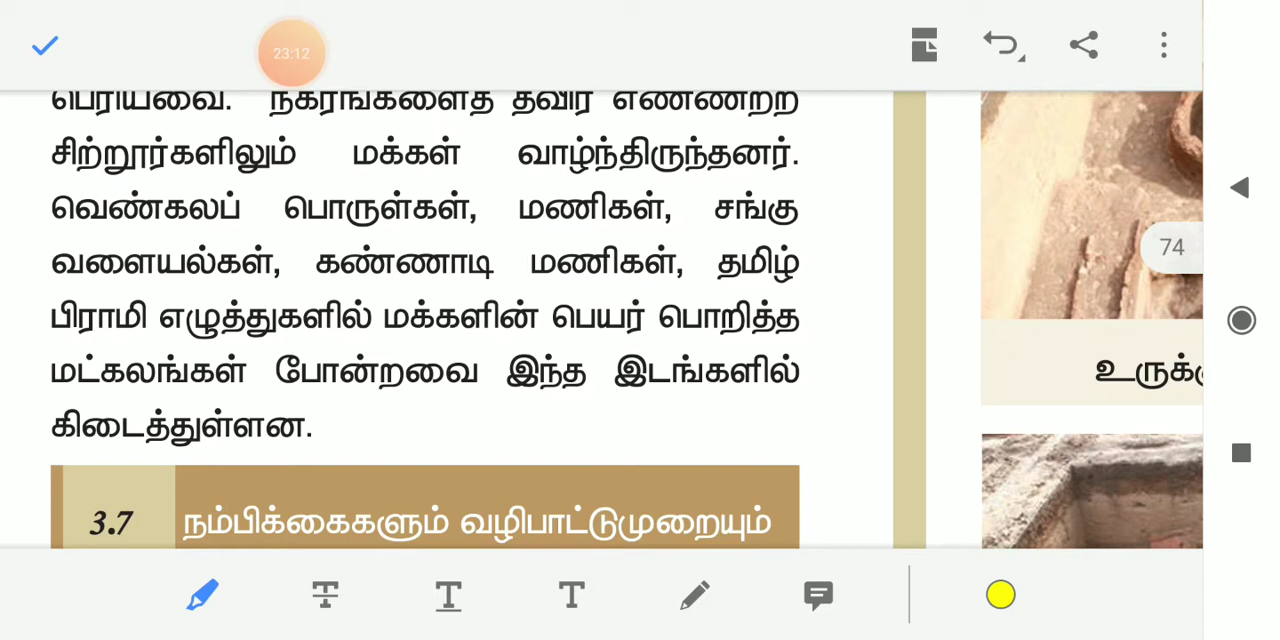 23:12
பெரியவை. நகரங்களைத் தவிர எண்ணற்ற
சிற்றூர்களிலும் மக்கள் வாழ்ந்திருந்தனர்.
வெண்கலப் பொருள்கள், மணிகள், சங்கு
வளையல்கள், கண்ணாடி மணிகள், தமிழ்
பிராமி எழுத்துகளில் மக்களின் பெயர் பொறித்த
மட்கலங்கள் போன்றவை இந்த இடங்களில்
கிடைத்துள்ளன.
3.7 நம்பிக்கைகளும் வழிபாட்டுமுறையும்
74